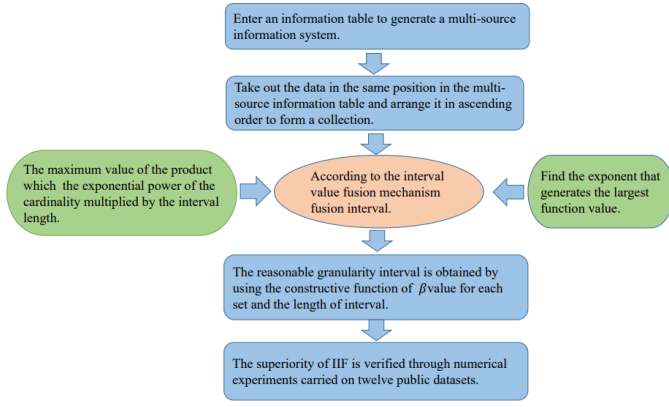 Enter an information table to generate a multi-source
information system.
Take out the data in the same position in the multi-
source information table and arrange it in ascending
order to form a collection.
The maximum value of the product
which the exponential power of the
cardinality multiplied by the interval
length.
According to the interval
value fusion mechanism
fusion interval.
Find the exponent that
generates the largest
function value.
The reasonable granularity interval is obtained by
using the constructive function of βvalue for each
set and the length of interval.
The superiority of IIF is verified through numerical
experiments carried on twelve public datasets.